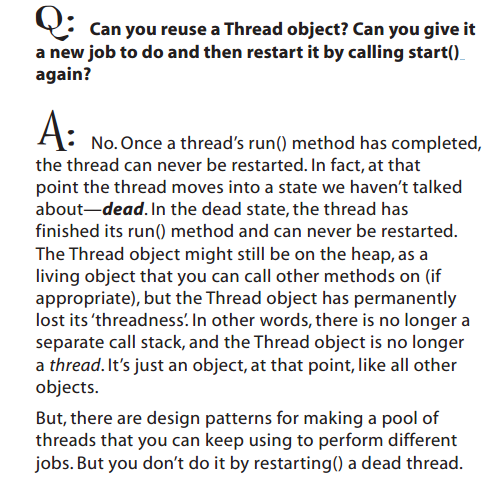 Q: Can you reuse a Thread object? Can you give it
a new job to do and then restart it by calling start()
again?
A: No. Once a thread’s run() method has completed,
the thread can never be restarted. In fact, at that
point the thread moves into a state we haven’t talked
about—dead. In the dead state, the thread has
finished its run() method and can never be restarted.
The Thread object might still be on the heap, as a
living object that you can call other methods on (if
appropriate), but the Thread object has permanently
lost its ‘threadness’. In other words, there is no longer a
separate call stack, and the Thread object is no longer
a thread. It’s just an object, at that point, like all other
objects.
But, there are design patterns for making a pool of
threads that you can keep using to perform different
jobs. But you don’t do it by restarting() a dead thread.